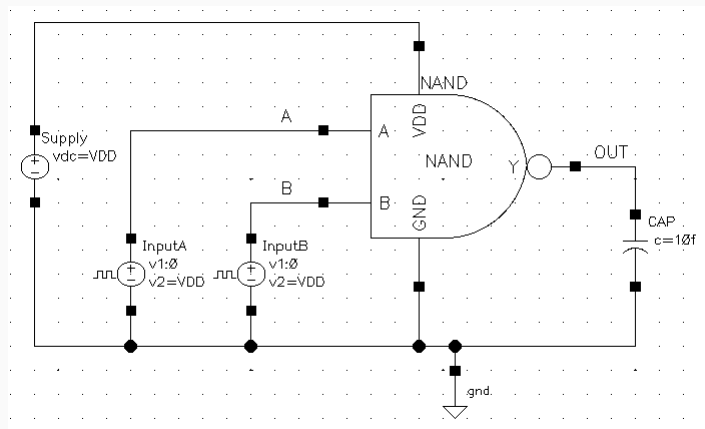 NAND
VDD
A
A
Supply
vdc=VDD
NAND
Y
OUT
B
B
GND
CAP
c=10f
InputA
v1:0
v2=VDD
InputB
v1:0
v2=VDD
gnd